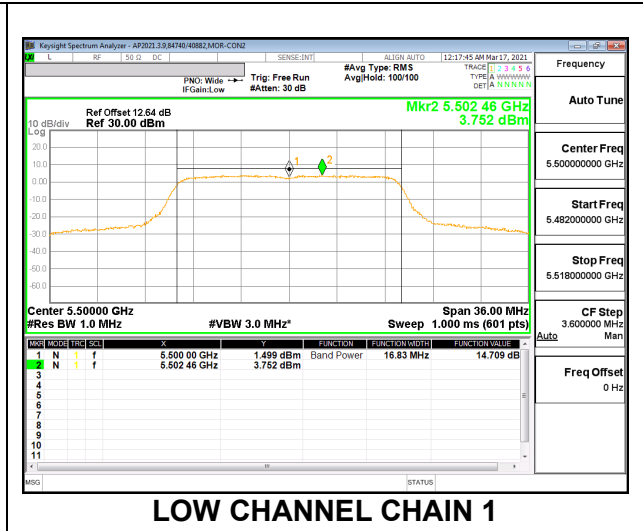 Keysight Spectrum Analyzer - AP2021.3.9,84740/40882,MOR-CON2
L RF 50 Ω DC SENSE:INT ALIGN AUTO 12:17:45 AM Mar 17, 2021
PNO: Wide
IFGain:Low
Trig: Free Run
#Atten: 30 dB
#Avg Type: RMS
Avg|Hold: 100/100
TRACE 1 2 3 4 5 6
TYPE A WWWWW
DET A N N N N N
Ref Offset 12.64 dB
10 dB/div Ref 30.00 dBm
Log
Mkr2 5.502 46 GHz
3.752 dBm
20.0
10.0
0.00
-10.0
-20.0
-30.0
-40.0
-50.0
-60.0
1
2
Center 5.50000 GHz Span 36.00 MHz
#Res BW 1.0 MHz #VBW 3.0 MHz* Sweep 1.000 ms (601 pts)
MKR MODE TRC SCL X Y FUNCTION FUNCTION WIDTH FUNCTION VALUE
1 N 1 f 5.500 00 GHz 1.499 dBm Band Power 16.83 MHz 14.709 dB
2 N 1 f 5.502 46 GHz 3.752 dBm
3
4
5
6
7
8
9
10
11
MSG STATUS
Frequency
Auto Tune
Center Freq
5.500000000 GHz
Start Freq
5.482000000 GHz
Stop Freq
5.518000000 GHz
CF Step
3.600000 MHz
Auto Man
Freq Offset
0 Hz
LOW CHANNEL CHAIN 1